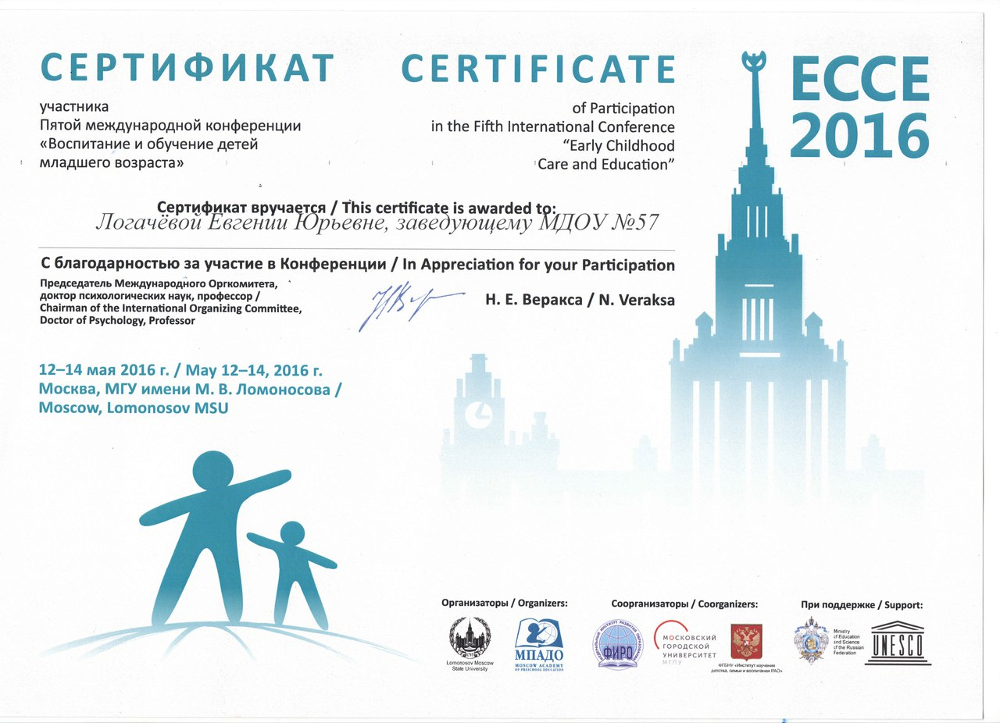 СЕРТИФИКАТ
участника
Пятой международной конференции
«Воспитание и обучение детей
младшего возраста»
CERTIFICATE
of Participation
in the Fifth International Conference
“Early Childhood
Care and Education”
ECCE
2016
Сертификат вручается / This certificate is awarded to:
Логачёвой Евгении Юрьевне, заведующему МДОУ №57
С благодарностью за участие в Конференции / In Appreciation for your Participation
Председатель Международного Оргкомитета,
доктор психологических наук, профессор /
Chairman of the International Organizing Committee,
Doctor of Psychology, Professor
Н. Е. Веракса / N. Veraksa
12–14 мая 2016 г. / May 12–14, 2016 г.
Москва, МГУ имени М. В. Ломоносова /
Moscow, Lomonosov MSU
Организаторы / Organizers:
Lomonosov Moscow
State University
МПАДО
MOSCOW ACADEMY
OF PRESCHOOL EDUCATION
Соорганизаторы / Coorganizers:
ФИРО
МОСКОВСКИЙ
ГОРОДСКОЙ
УНИВЕРСИТЕТ
МГПУ
ФГБНУ «Институт изучения
детства, семьи и воспитания РАО»
При поддержке / Support:
Ministry
of Education
and Science
of the Russian
Federation
UNESCO